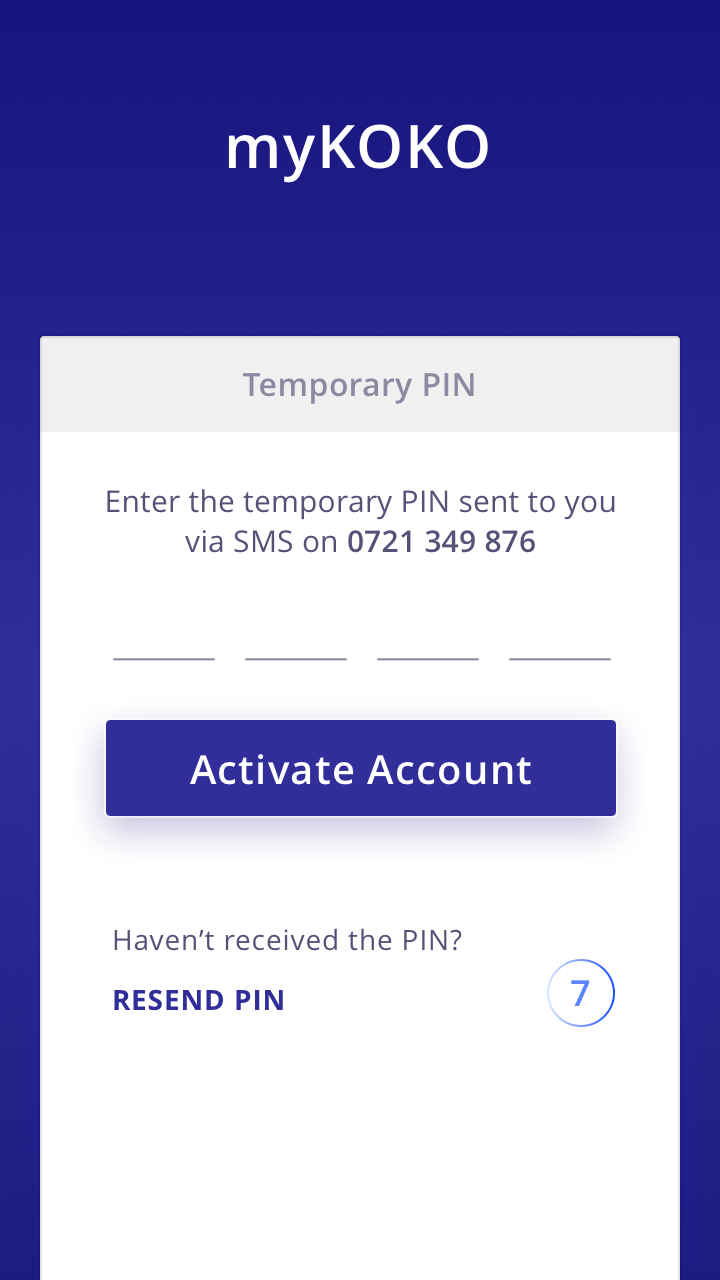 myKOKO
Temporary PIN
Enter the temporary PIN sent to you
via SMS on 0721 349 876
Activate Account
Haven’t received the PIN?
RESEND PIN
7